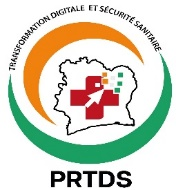 TRANSFORMATION DIGITALE ET SÉCURITÉ SANITAIRE
PRTDS